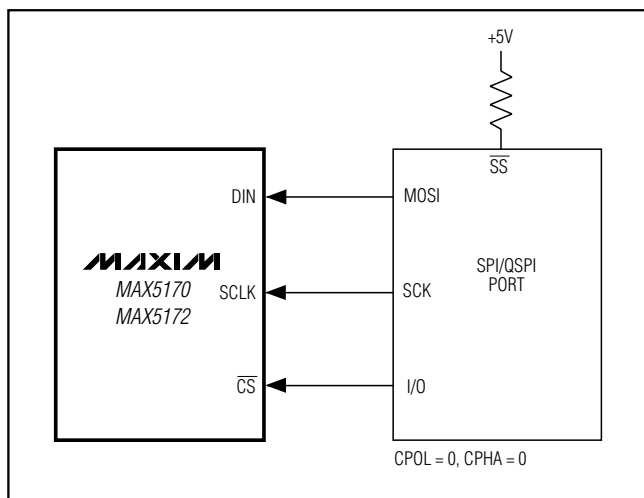 +5V
SS
DIN
MOSI
MAXIM
MAX5170
MAX5172
SPI/QSPI
PORT
SCLK
SCK
CS
I/O
CPOL = 0, CPHA = 0